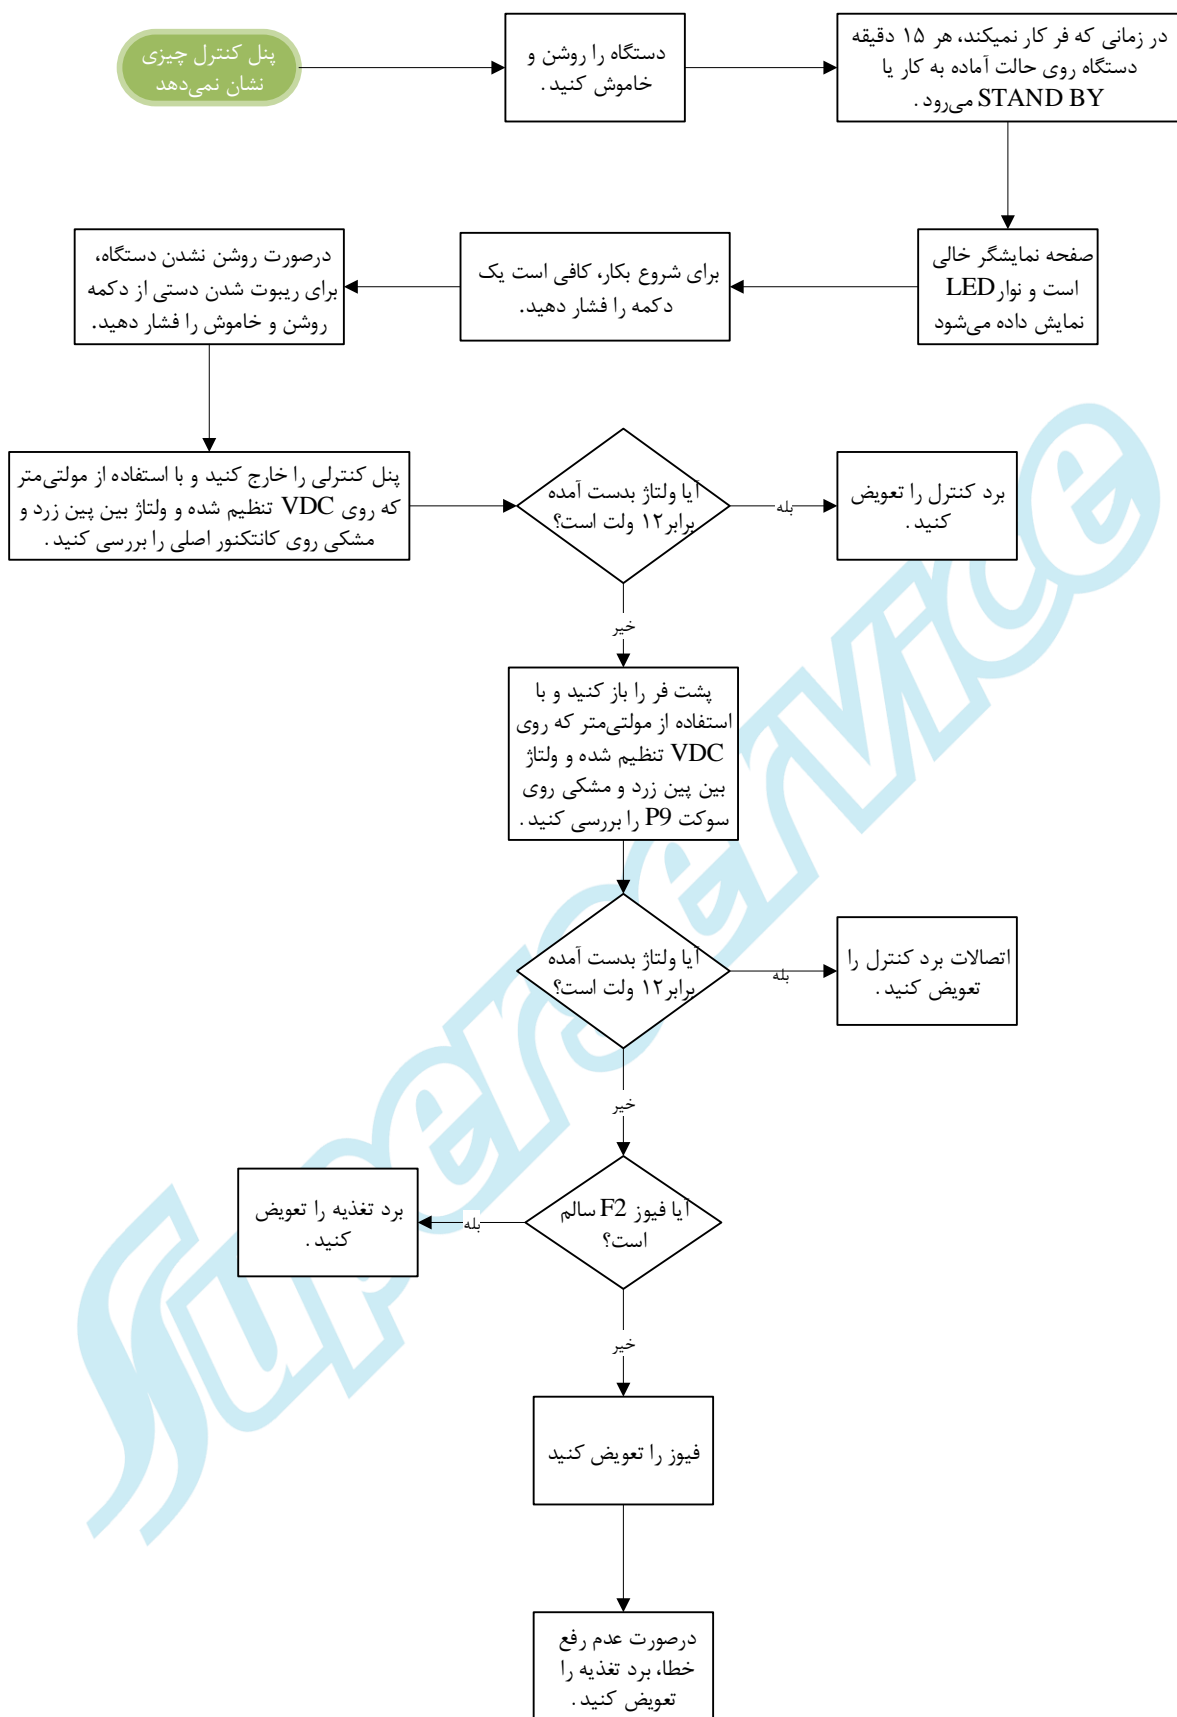 پنل کنترل چیزی
نشان نمی‌دهد
دستگاه را روشن و
خاموش کنید.
در زمانی که فر کار نمیکند، هر ۱۵ دقیقه
دستگاه روی حالت آماده به کار یا
STAND BY می‌رود.
صفحه نمایشگر خالی
است و نوار LED
نمایش داده می‌شود
برای شروع بکار، کافی است یک
دکمه را فشار دهید.
درصورت روشن نشدن دستگاه،
برای ریبوت شدن دستی از دکمه
روشن و خاموش را فشار دهید.
پنل کنترلی را خارج کنید و با استفاده از مولتی‌متر
که روی VDC تنظیم شده و ولتاژ بین پین زرد و
مشکی روی کانتکنور اصلی را بررسی کنید.
آیا ولتاژ بدست آمده
برابر۱۲ ولت است؟
بله
برد کنترل را تعویض
کنید.
خیر
پشت فر را باز کنید و با
استفاده از مولتی‌متر که روی
VDC تنظیم شده و ولتاژ
بین پین زرد و مشکی روی
سوکت P9 را بررسی کنید.
آیا ولتاژ بدست آمده
برابر۱۲ ولت است؟
بله
اتصالات برد کنترل را
تعویض کنید.
خیر
آیا فیوز F2 سالم
است؟
بله
برد تغذیه را تعویض
کنید.
خیر
فیوز را تعویض کنید
درصورت عدم رفع
خطا، برد تغذیه را
تعویض کنید.
Superservice